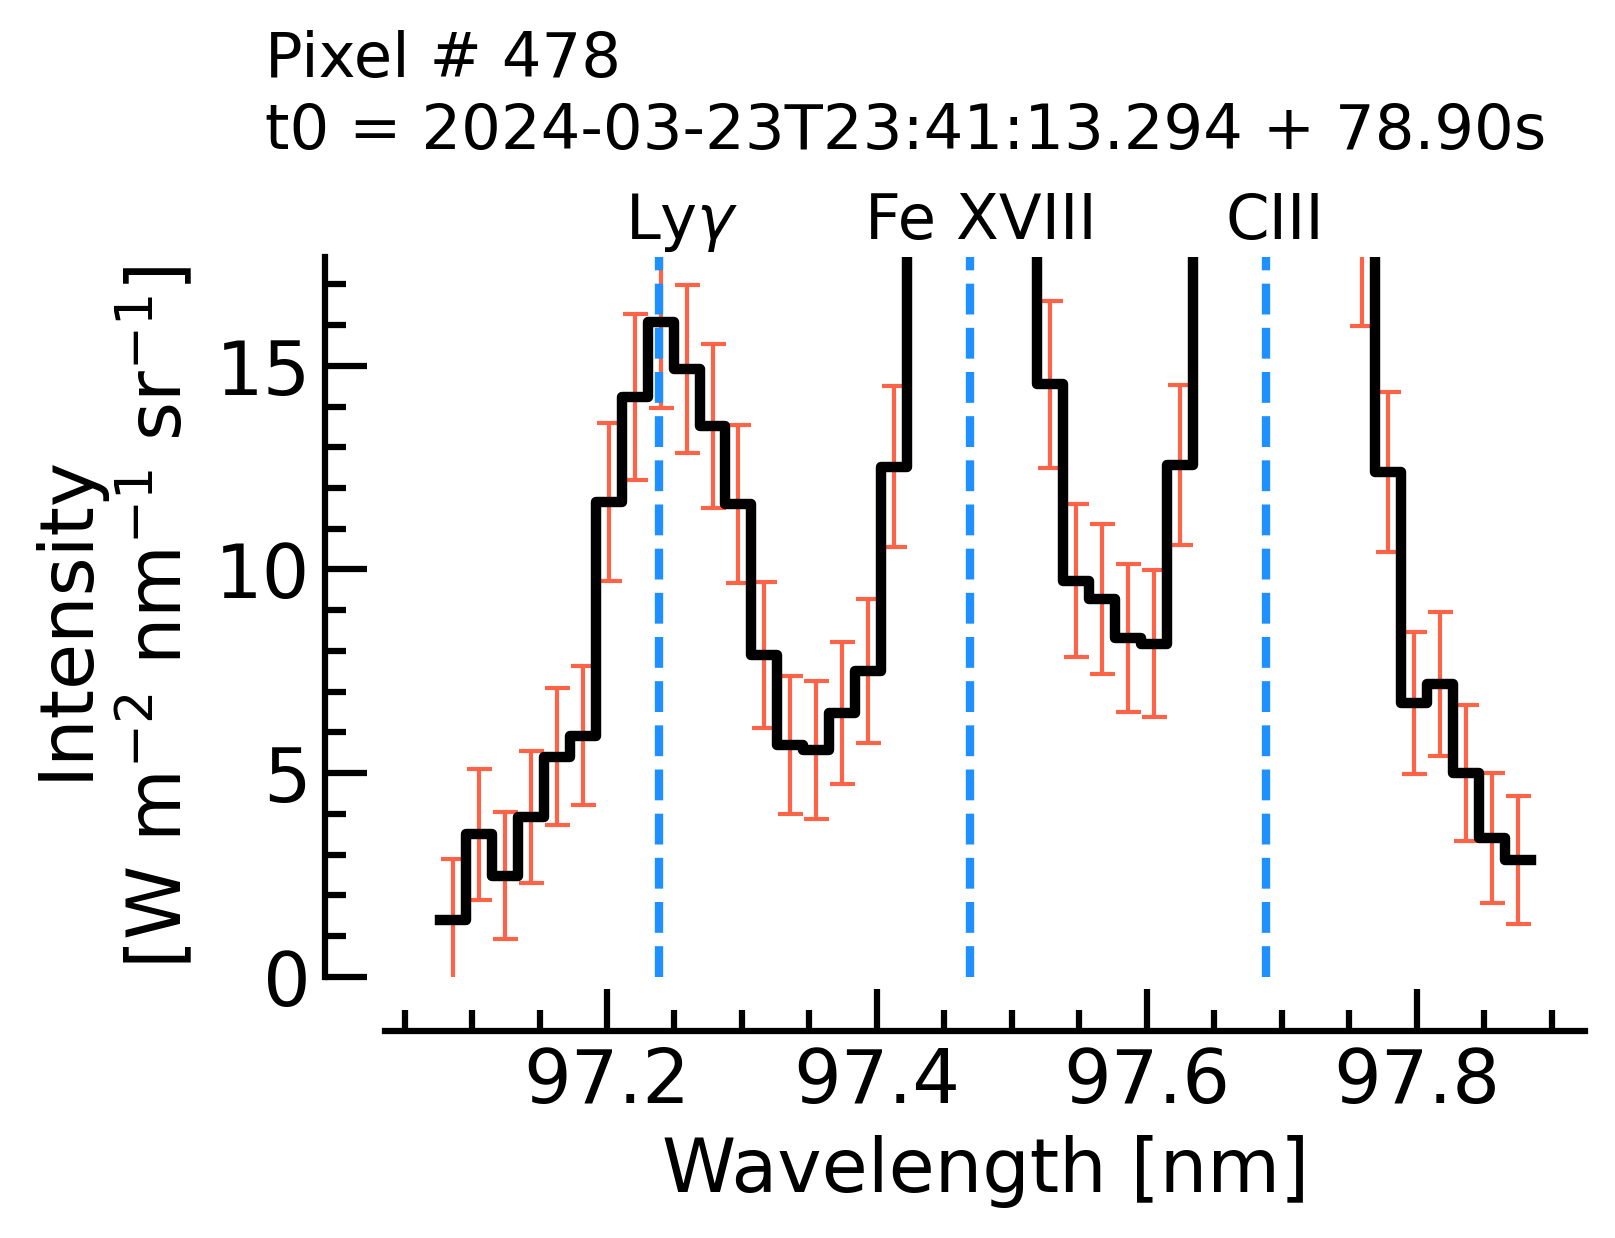 Pixel # 478
t0 = 2024-03-23T23:41:13.294 + 78.90s
Lyγ Fe XVIII CIII
Intensity
[W m⁻² nm⁻¹ sr⁻¹]
15
10
5
0
97.2 97.4 97.6 97.8
Wavelength [nm]